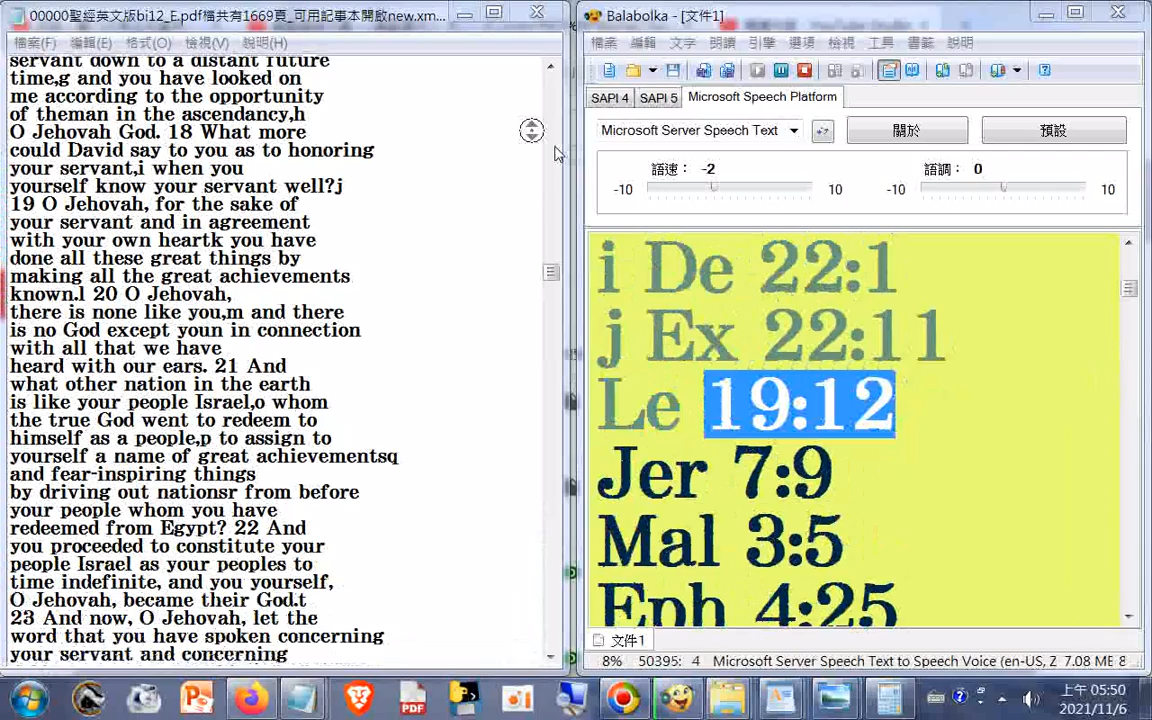 00000聖經英文版bi12_E.pdf檔共有1669頁_可用記事本開啟new.xm...
檔案(F) 編輯(E) 格式(O) 檢視(V) 說明(H)
servant down to a distant future
time,g and you have looked on
me according to the opportunity
of theman in the ascendancy,h
O Jehovah God. 18 What more
could David say to you as to honoring
your servant,i when you
yourself know your servant well?j
19 O Jehovah, for the sake of
your servant and in agreement
with your own heartk you have
done all these great things by
making all the great achievements
known.l 20 O Jehovah,
there is none like you,m and there
is no God except youn in connection
with all that we have
heard with our ears. 21 And
what other nation in the earth
is like your people Israel,o whom
the true God went to redeem to
himself as a people,p to assign to
yourself a name of great achievementsq
and fear-inspiring things
by driving out nationsr from before
your people whom you have
redeemed from Egypt? 22 And
you proceeded to constitute your
people Israel as your peoples to
time indefinite, and you yourself,
O Jehovah, became their God.t
23 And now, O Jehovah, let the
word that you have spoken concerning
your servant and concerning
Balabolka - [文件1]
檔案 編輯 文字 朗讀 引擎 選項 檢視 工具 書籤 說明
SAPI 4 SAPI 5 Microsoft Speech Platform
Microsoft Server Speech Text 關於 預設
語速： -2 語調： 0
-10 10 -10 10
i De 22:1
j Ex 22:11
Le 19:12
Jer 7:9
Mal 3:5
Eph 4:25
文件1
8% 50395: 4 Microsoft Server Speech Text to Speech Voice (en-US, Z 7.08 MB 8
PDF
上午 05:50
2021/11/6